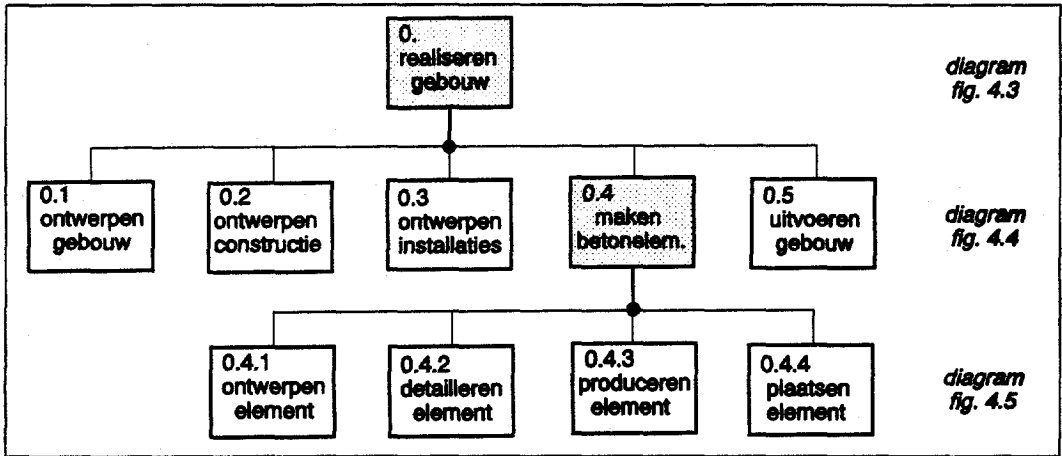 0.
realiseren
gebouw
diagram
fig. 4.3
0.1
ontwerpen
gebouw
0.2
ontwerpen
constructie
0.3
ontwerpen
installaties
0.4
maken
betonelem.
0.5
uitvoeren
gebouw
diagram
fig. 4.4
0.4.1
ontwerpen
element
0.4.2
detailleren
element
0.4.3
produceren
element
0.4.4
plaatsen
element
diagram
fig. 4.5